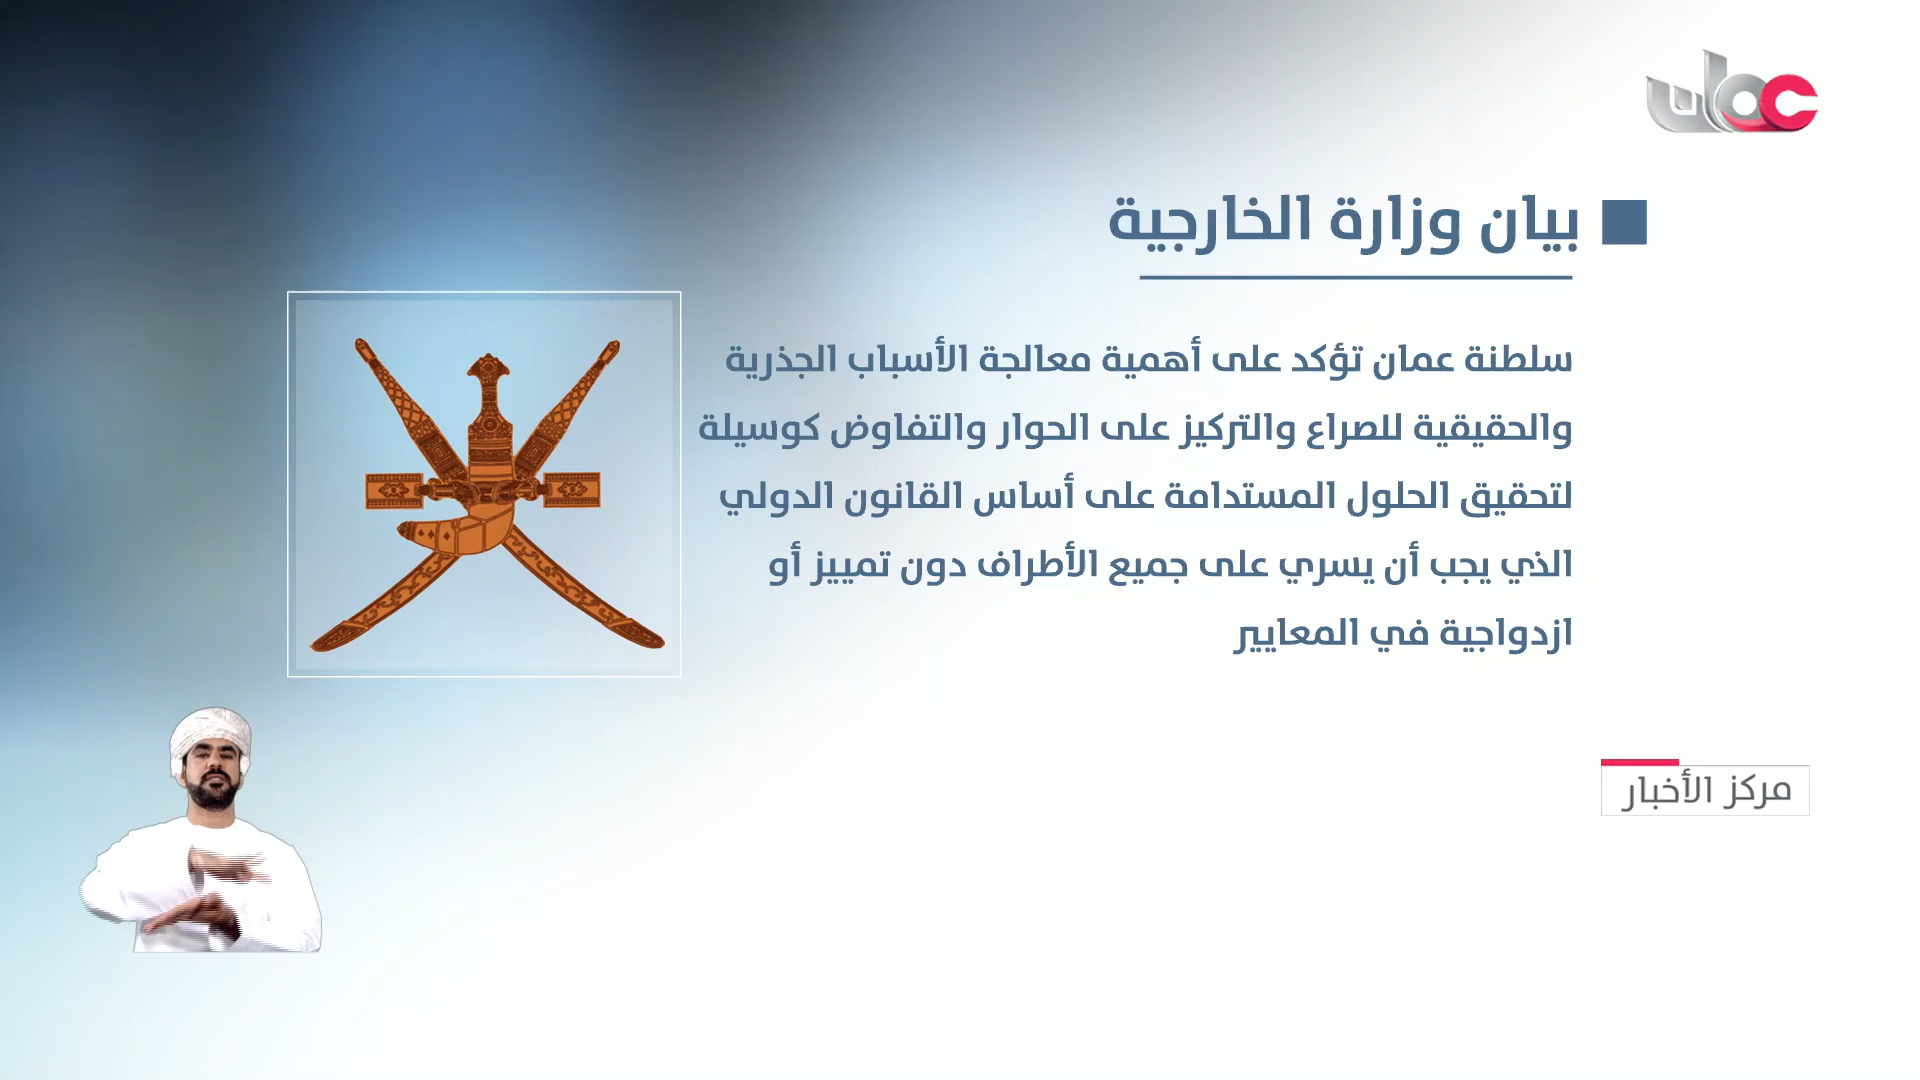 عمان
بيان وزارة الخارجية
سلطنة عمان تؤكد على أهمية معالجة الأسباب الجذرية
والحقيقية للصراع والتركيز على الحوار والتفاوض كوسيلة
لتحقيق الحلول المستدامة على أساس القانون الدولي
الذي يجب أن يسري على جميع الأطراف دون تمييز أو
ازدواجية في المعايير
مركز الأخبار